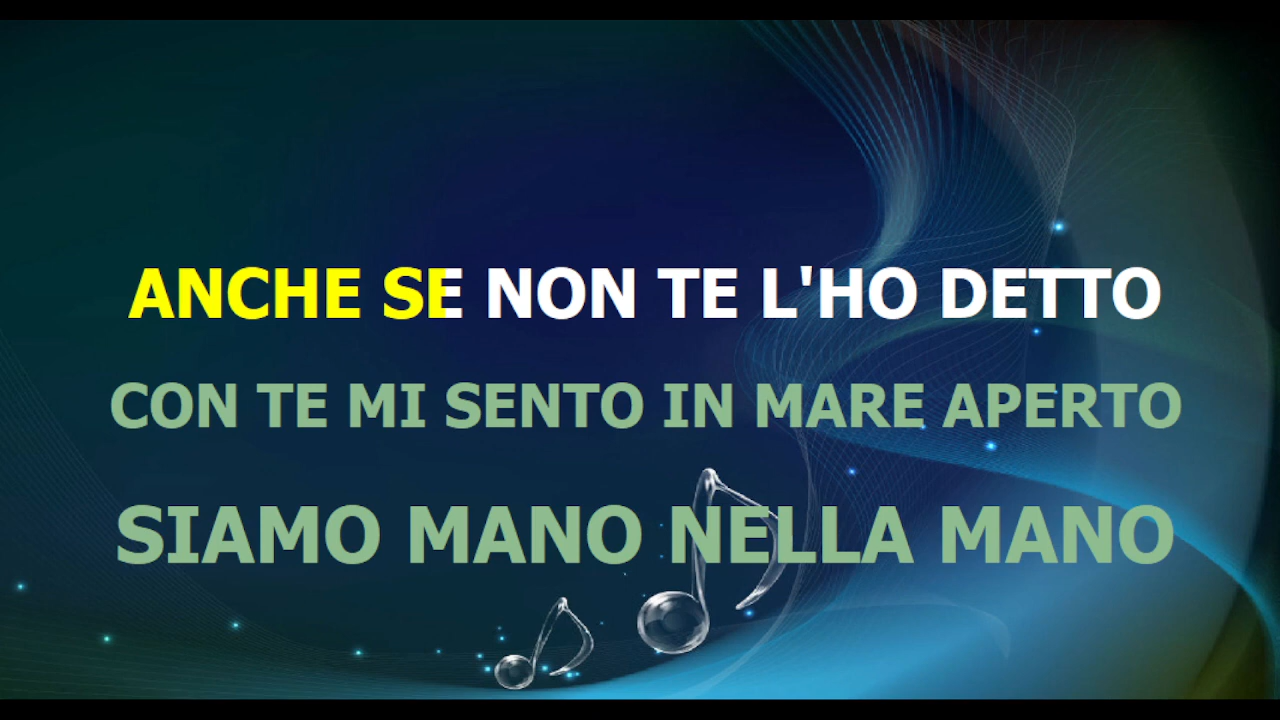 ANCHE SE NON TE L'HO DETTO
CON TE MI SENTO IN MARE APERTO
SIAMO MANO NELLA MANO